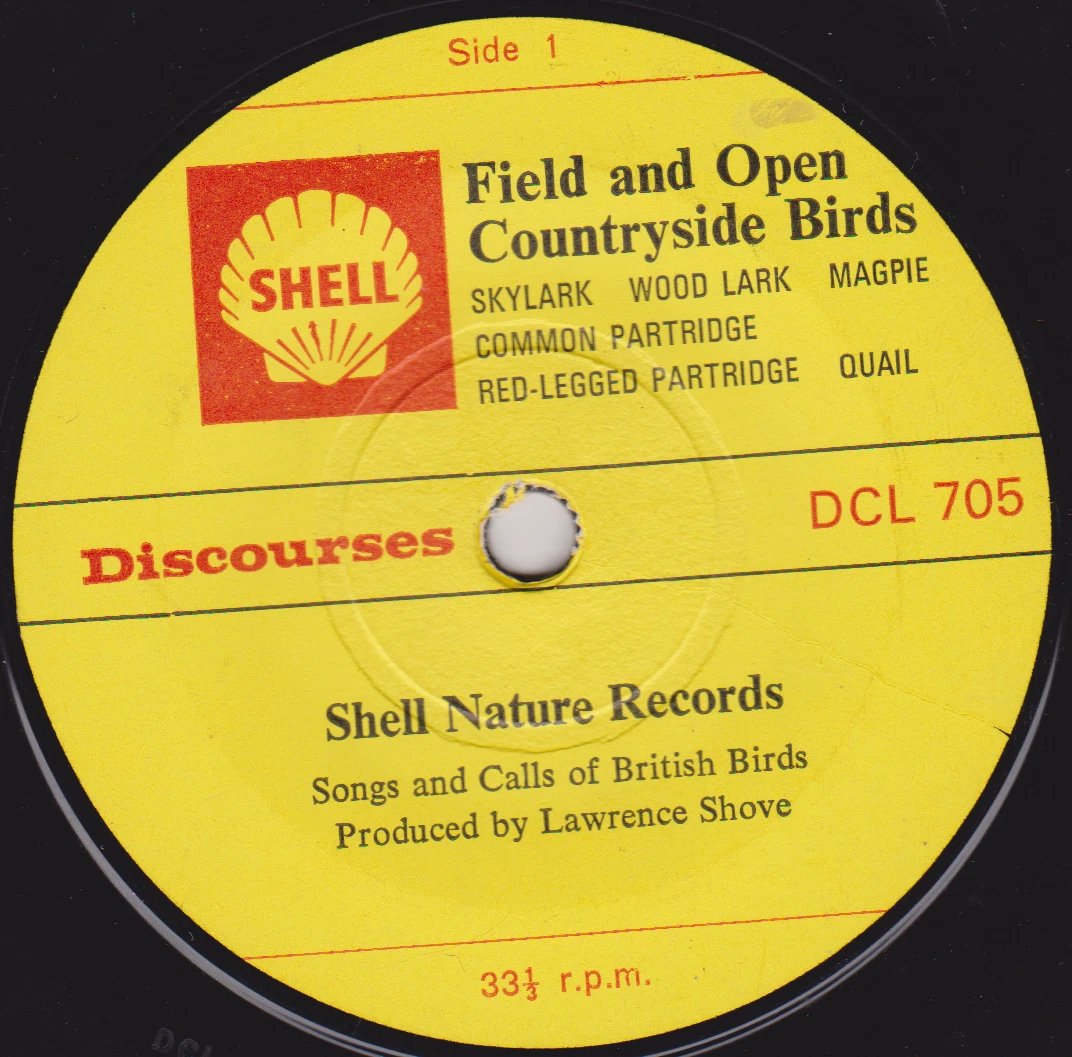 Side 1
SHELL
Field and Open
Countryside Birds
SKYLARK WOOD LARK MAGPIE
COMMON PARTRIDGE
RED-LEGGED PARTRIDGE QUAIL
Discourses
DCL 705
Shell Nature Records
Songs and Calls of British Birds
Produced by Lawrence Shove
33⅓ r.p.m.